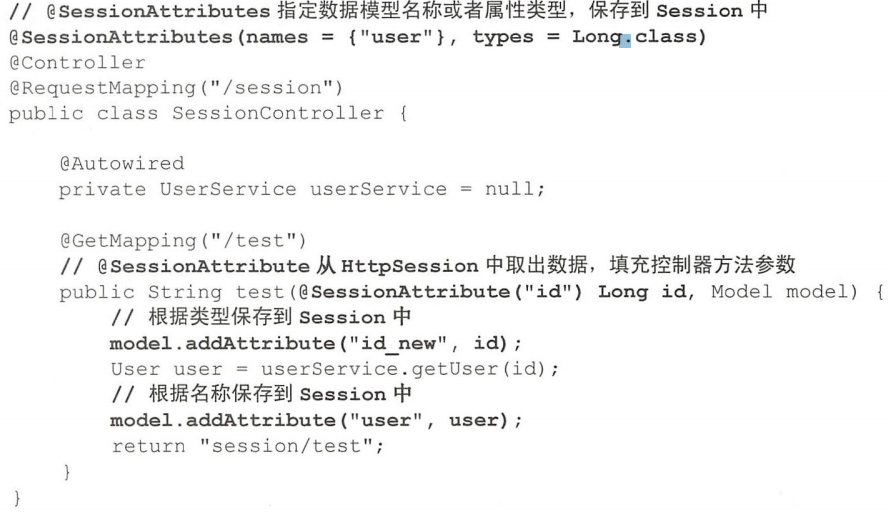 // @SessionAttributes 指定数据模型名称或者属性类型，保存到 Session 中
@SessionAttributes(names = {"user"}, types = Long.class)
@Controller
@RequestMapping("/session")
public class SessionController {
@Autowired
private UserService userService = null;
@GetMapping("/test")
// @SessionAttribute 从 HttpSession 中取出数据，填充控制器方法参数
public String test(@SessionAttribute("id") Long id, Model model) {
// 根据类型保存到 Session 中
model.addAttribute("id_new", id);
User user = userService.getUser(id);
// 根据名称保存到 Session 中
model.addAttribute("user", user);
return "session/test";
}
}